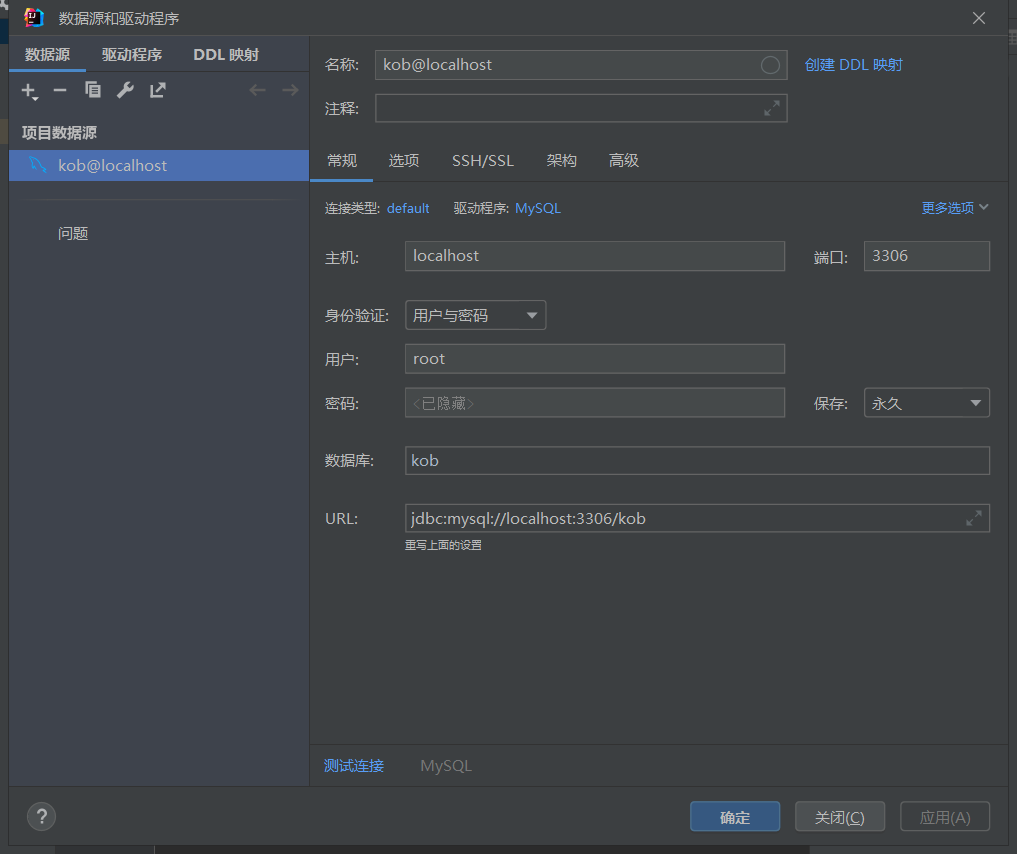 数据源和驱动程序
数据源 驱动程序 DDL 映射
项目数据源
kob@localhost
问题
名称: kob@localhost 创建 DDL 映射
注释:
常规 选项 SSH/SSL 架构 高级
连接类型: default 驱动程序: MySQL 更多选项
主机: localhost 端口: 3306
身份验证: 用户与密码
用户: root
密码: <已隐藏> 保存: 永久
数据库: kob
URL: jdbc:mysql://localhost:3306/kob
重写上面的设置
测试连接 MySQL
? 确定 关闭(C) 应用(A)